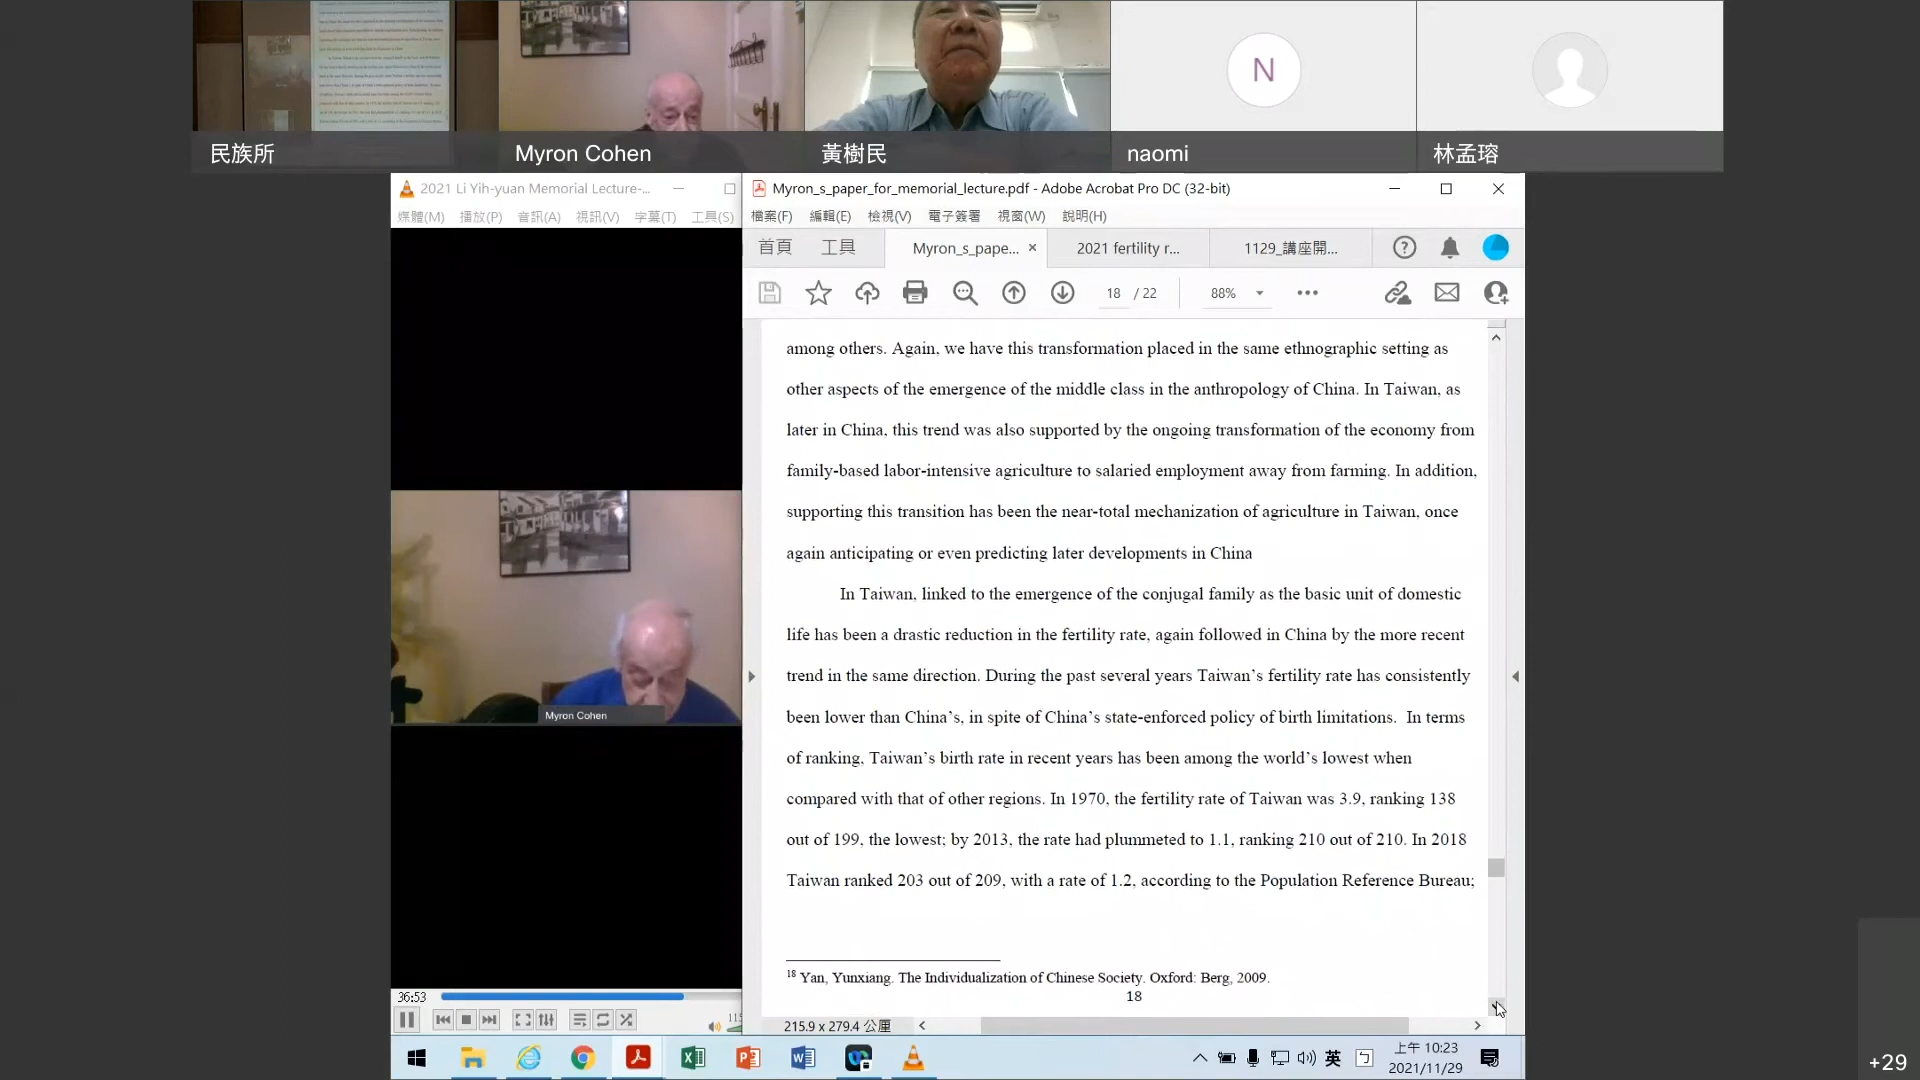 民族所
Myron Cohen
黃樹民
N
naomi
林孟瑢
2021 Li Yih-yuan Memorial Lecture-...
媒體(M) 播放(P) 音訊(A) 視訊(V) 字幕(T) 工具(S)
Myron Cohen
36:53
Myron_s_paper_for_memorial_lecture.pdf - Adobe Acrobat Pro DC (32-bit)
檔案(F) 編輯(E) 檢視(V) 電子簽署 視窗(W) 說明(H)
首頁 工具 Myron_s_pape... × 2021 fertility r... 1129_講座開...
18 / 22 88%
among others. Again, we have this transformation placed in the same ethnographic setting as
other aspects of the emergence of the middle class in the anthropology of China. In Taiwan, as
later in China, this trend was also supported by the ongoing transformation of the economy from
family-based labor-intensive agriculture to salaried employment away from farming. In addition,
supporting this transition has been the near-total mechanization of agriculture in Taiwan, once
again anticipating or even predicting later developments in China
In Taiwan, linked to the emergence of the conjugal family as the basic unit of domestic
life has been a drastic reduction in the fertility rate, again followed in China by the more recent
trend in the same direction. During the past several years Taiwan’s fertility rate has consistently
been lower than China’s, in spite of China’s state-enforced policy of birth limitations. In terms
of ranking, Taiwan’s birth rate in recent years has been among the world’s lowest when
compared with that of other regions. In 1970, the fertility rate of Taiwan was 3.9, ranking 138
out of 199, the lowest; by 2013, the rate had plummeted to 1.1, ranking 210 out of 210. In 2018
Taiwan ranked 203 out of 209, with a rate of 1.2, according to the Population Reference Bureau;
18 Yan, Yunxiang. The Individualization of Chinese Society. Oxford: Berg, 2009.
18
215.9 x 279.4 公厘
英
上午 10:23
2021/11/29
+29